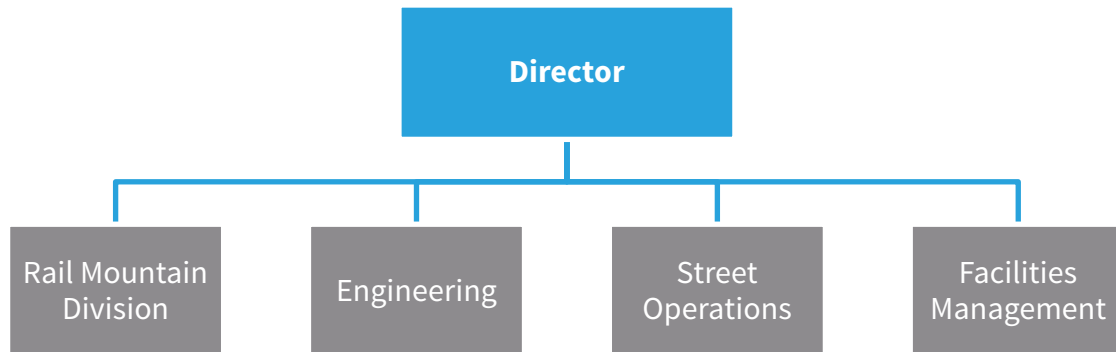 Director
Rail Mountain
Division
Engineering
Street
Operations
Facilities
Management